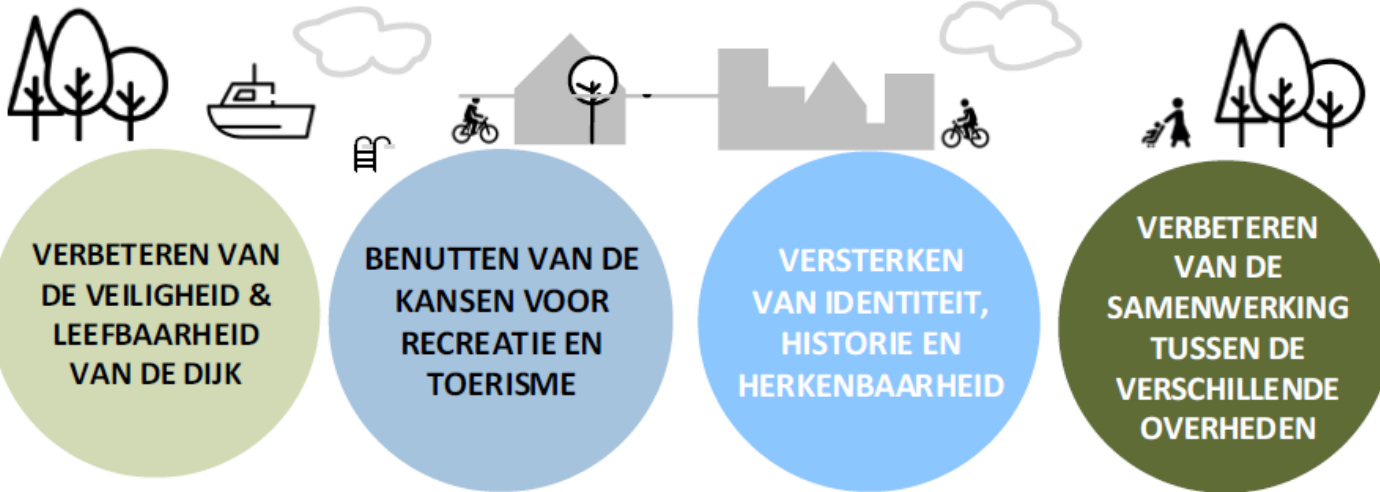 VERBETEREN VAN
DE VEILIGHEID &
LEEFBAARHEID
VAN DE DIJK
BENUTTEN VAN DE
KANSEN VOOR
RECREATIE EN
TOERISME
VERSTERKEN
VAN IDENTITEIT,
HISTORIE EN
HERKENBAARHEID
VERBETEREN
VAN DE
SAMENWERKING
TUSSEN DE
VERSCHILLENDE
OVERHEDEN